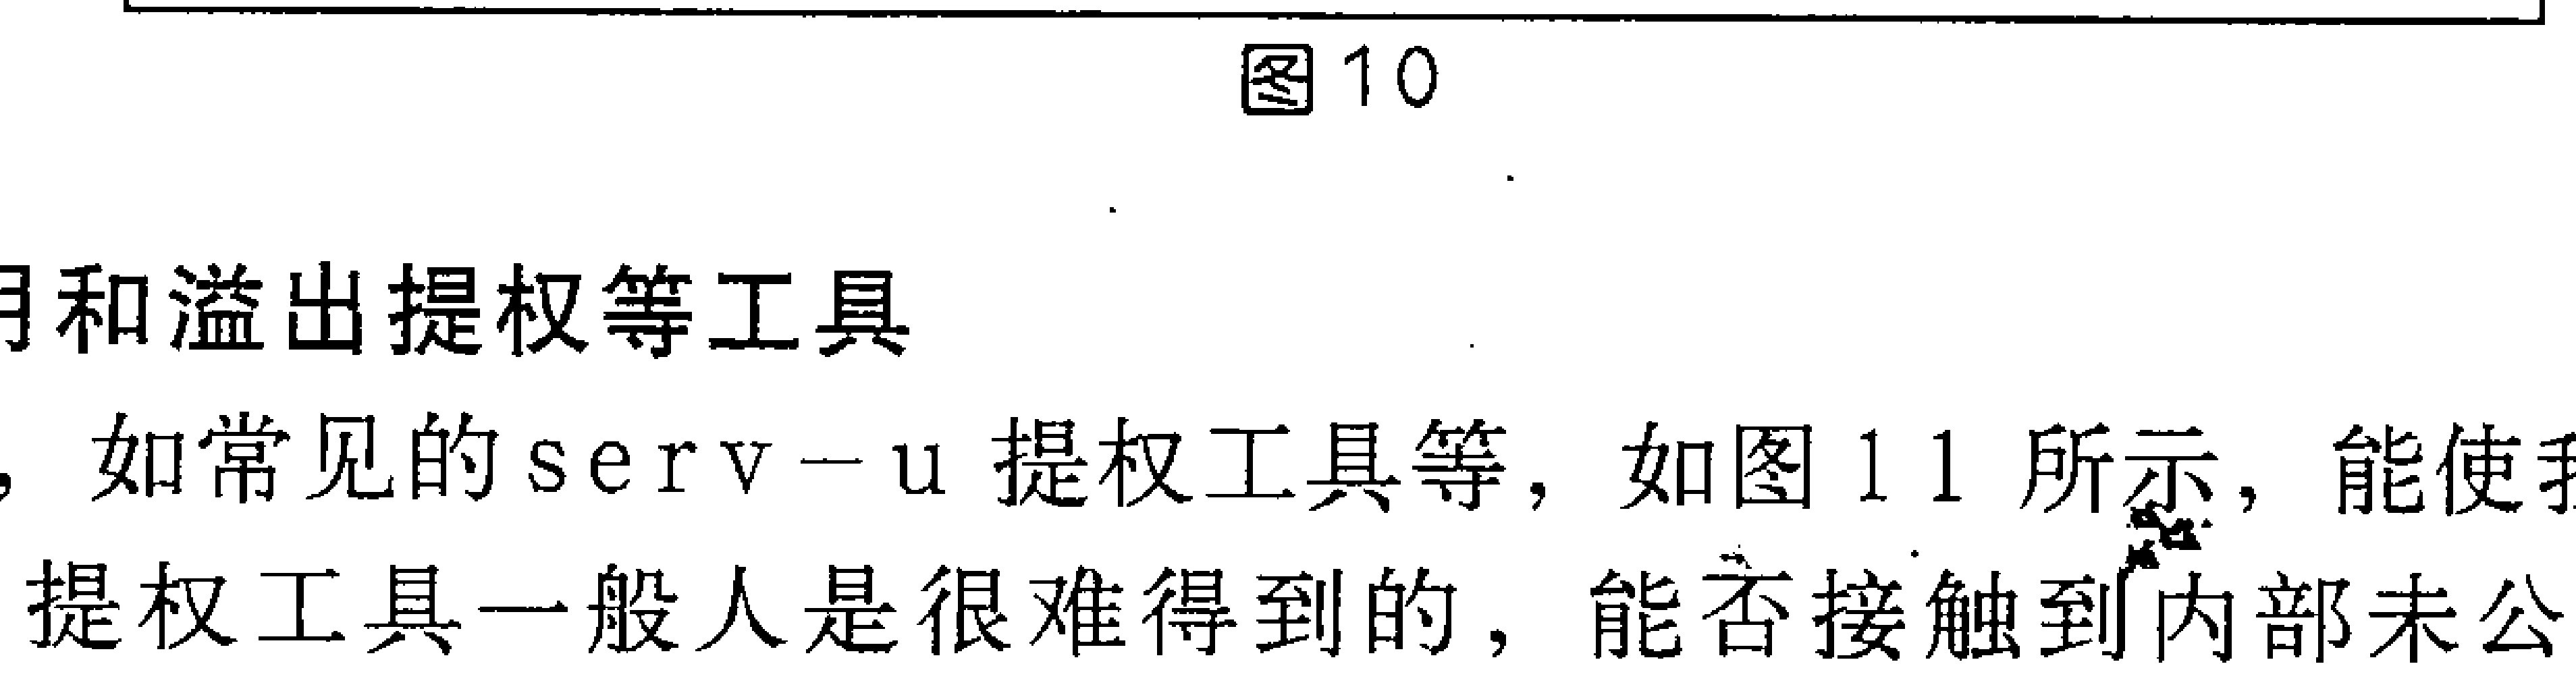 图10
和溢出提权等工具
，如常见的serv-u 提权工具等，如图11 所示，能使
提权工具一般人是很难得到的，能否接触到内部未公